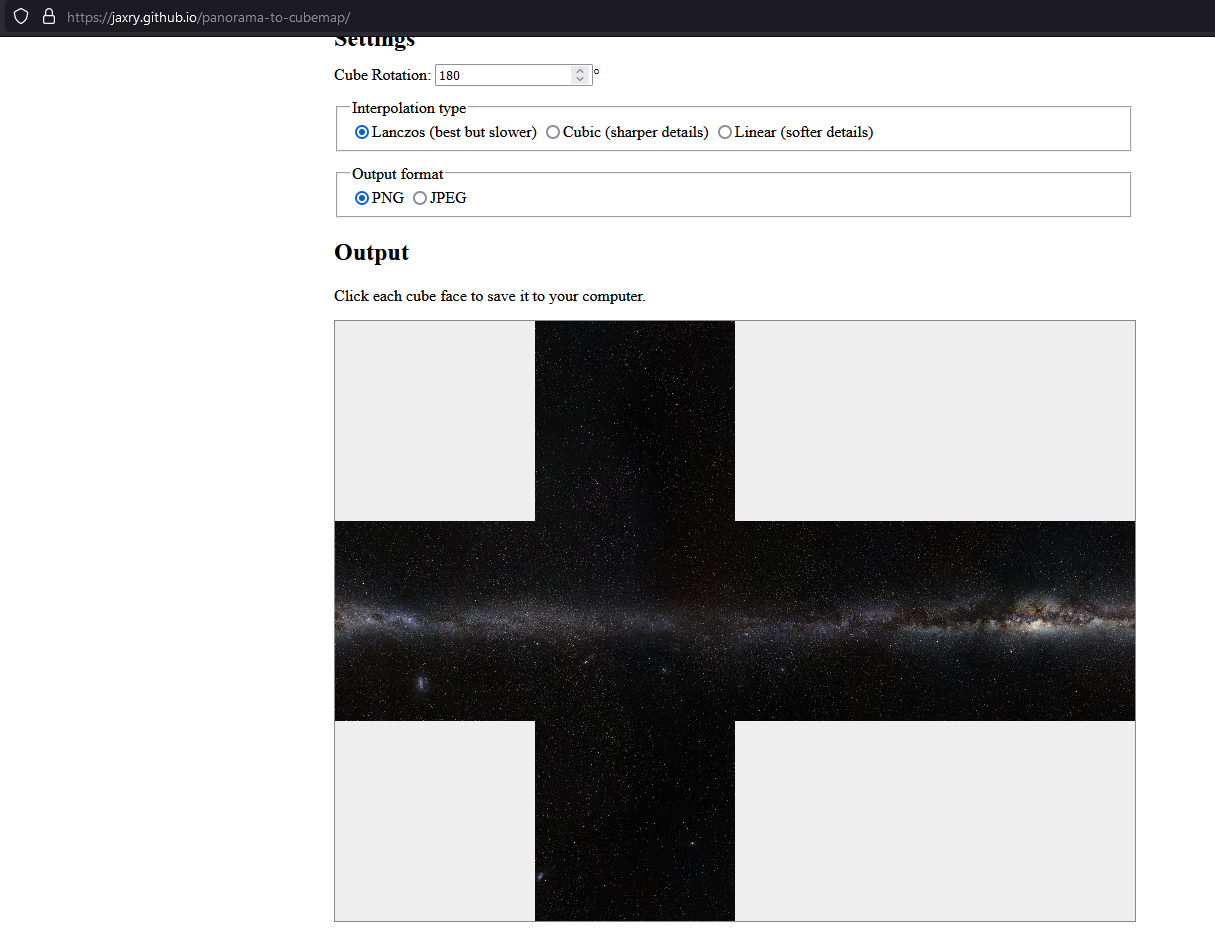 https://jaxry.github.io/panorama-to-cubemap/
Settings
Cube Rotation: 180 °
Interpolation type
Lanczos (best but slower) Cubic (sharper details) Linear (softer details)
Output format
PNG JPEG
Output
Click each cube face to save it to your computer.